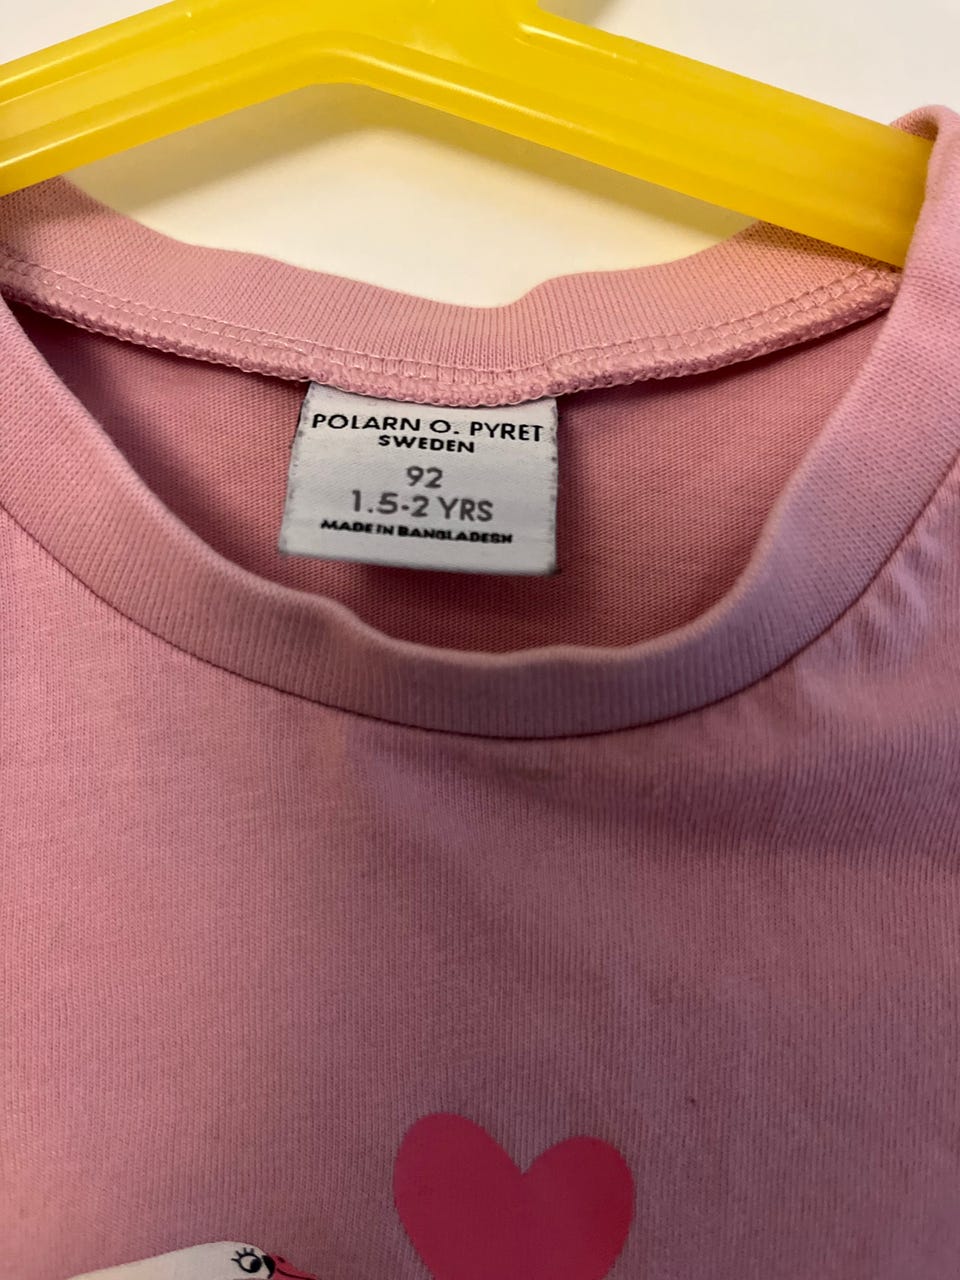 POLARN O. PYRET
SWEDEN
92
1.5-2 YRS
MADE IN BANGLADESH